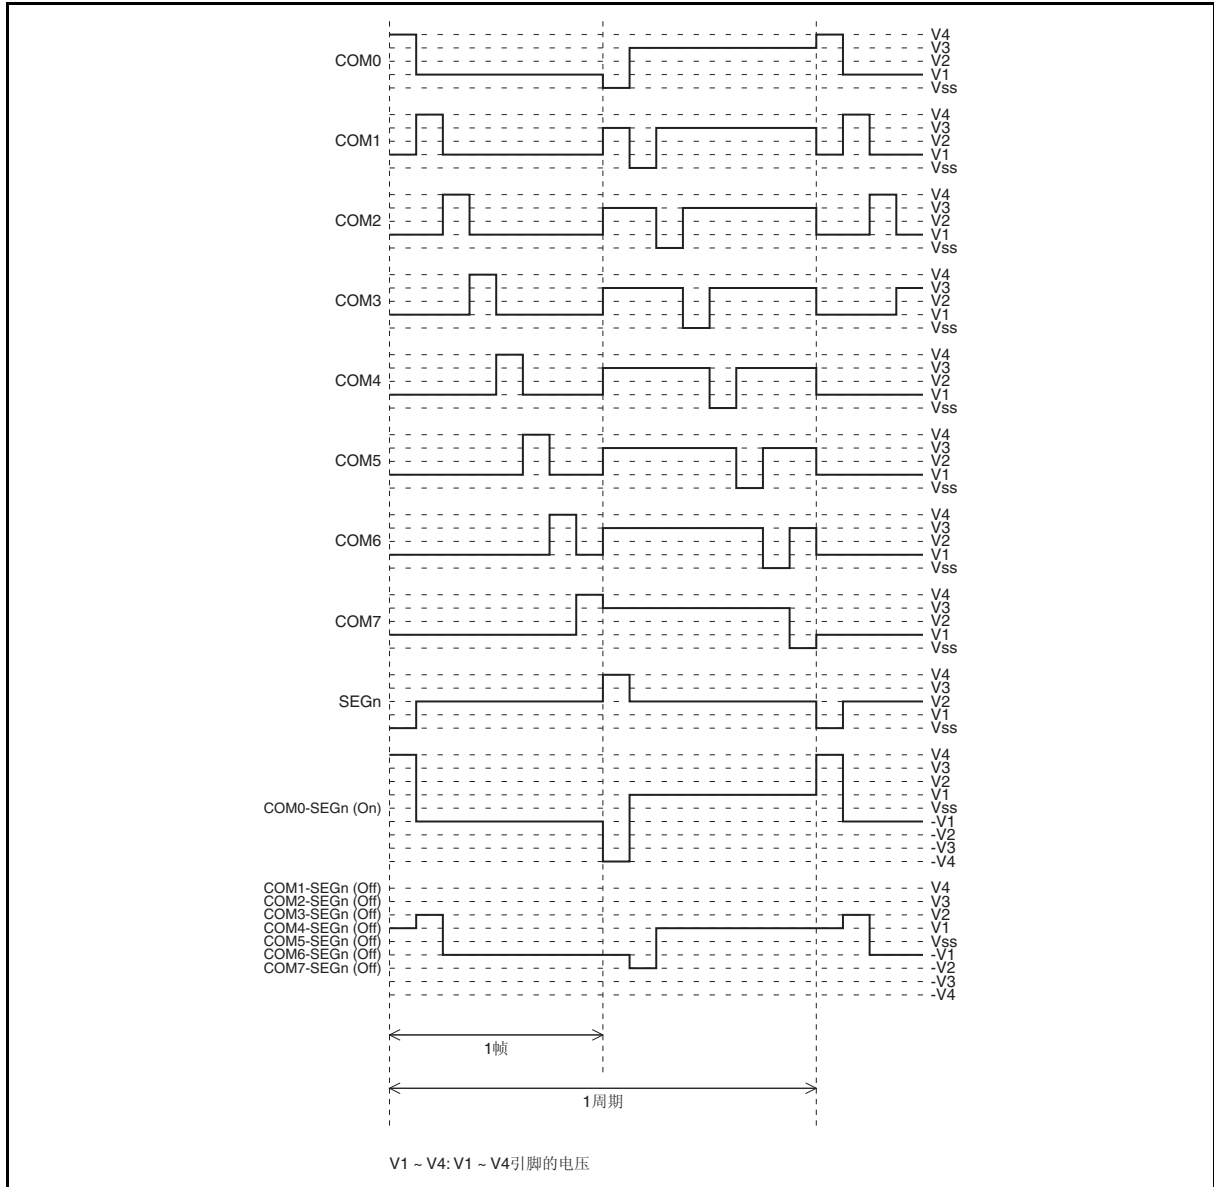 COM0
V4
V3
V2
V1
Vss
COM1
V4
V3
V2
V1
Vss
COM2
V4
V3
V2
V1
Vss
COM3
V4
V3
V2
V1
Vss
COM4
V4
V3
V2
V1
Vss
COM5
V4
V3
V2
V1
Vss
COM6
V4
V3
V2
V1
Vss
COM7
V4
V3
V2
V1
Vss
SEGn
V4
V3
V2
V1
Vss
COM0-SEGn (On)
V4
V3
V2
V1
Vss
-V1
-V2
-V3
-V4
COM1-SEGn (Off)
COM2-SEGn (Off)
COM3-SEGn (Off)
COM4-SEGn (Off)
COM5-SEGn (Off)
COM6-SEGn (Off)
COM7-SEGn (Off)
V4
V3
V2
V1
Vss
-V1
-V2
-V3
-V4
1帧
1周期
V1 ~ V4: V1 ~ V4引脚的电压